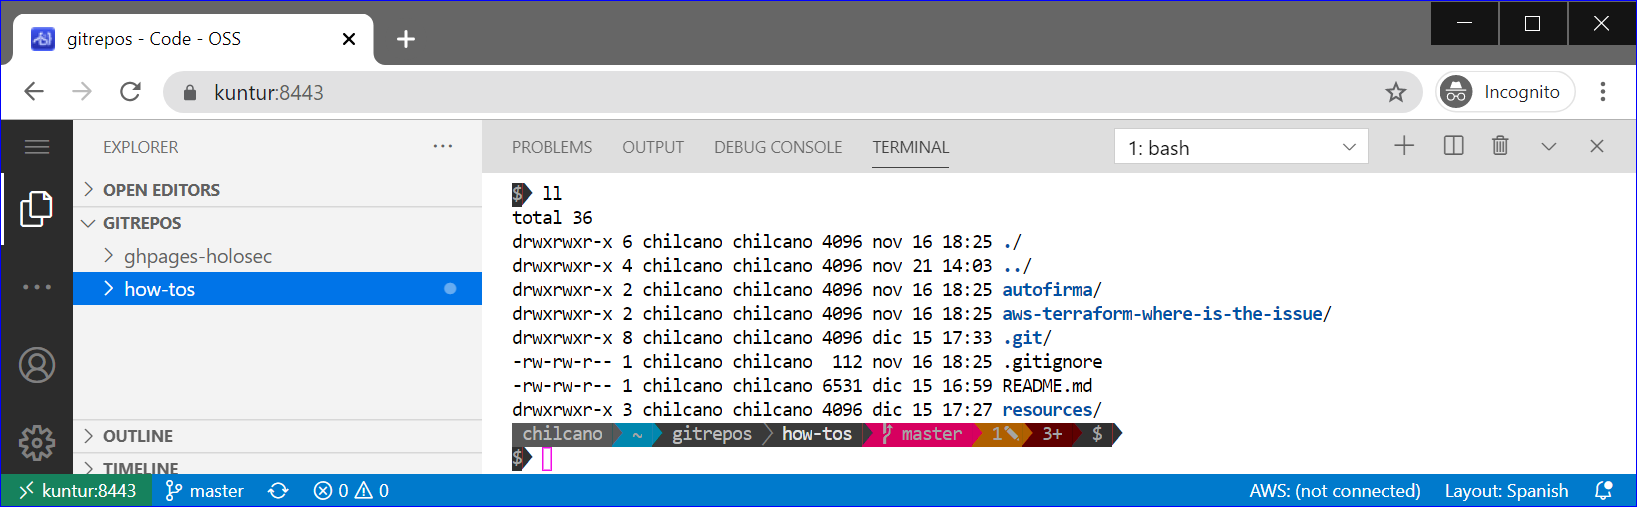 gitrepos - Code - OSS
kuntur:8443
Incognito
EXPLORER
PROBLEMS OUTPUT DEBUG CONSOLE TERMINAL
1: bash
OPEN EDITORS
GITREPOS
ghpages-holosec
how-tos
OUTLINE
TIMELINE
$ ll
total 36
drwxrwxr-x 6 chilcano chilcano 4096 nov 16 18:25 ./
drwxrwxr-x 4 chilcano chilcano 4096 nov 21 14:03 ../
drwxrwxr-x 2 chilcano chilcano 4096 nov 16 18:25 autofirma/
drwxrwxr-x 2 chilcano chilcano 4096 nov 16 18:25 aws-terraform-where-is-the-issue/
drwxrwxr-x 8 chilcano chilcano 4096 dic 15 17:33 .git/
-rw-rw-r-- 1 chilcano chilcano  112 nov 16 18:25 .gitignore
-rw-rw-r-- 1 chilcano chilcano 6531 dic 15 16:59 README.md
drwxrwxr-x 3 chilcano chilcano 4096 dic 15 17:27 resources/
chilcano ~ gitrepos how-tos master 1✎ 3+ $
$
kuntur:8443 master 0 0 AWS: (not connected) Layout: Spanish